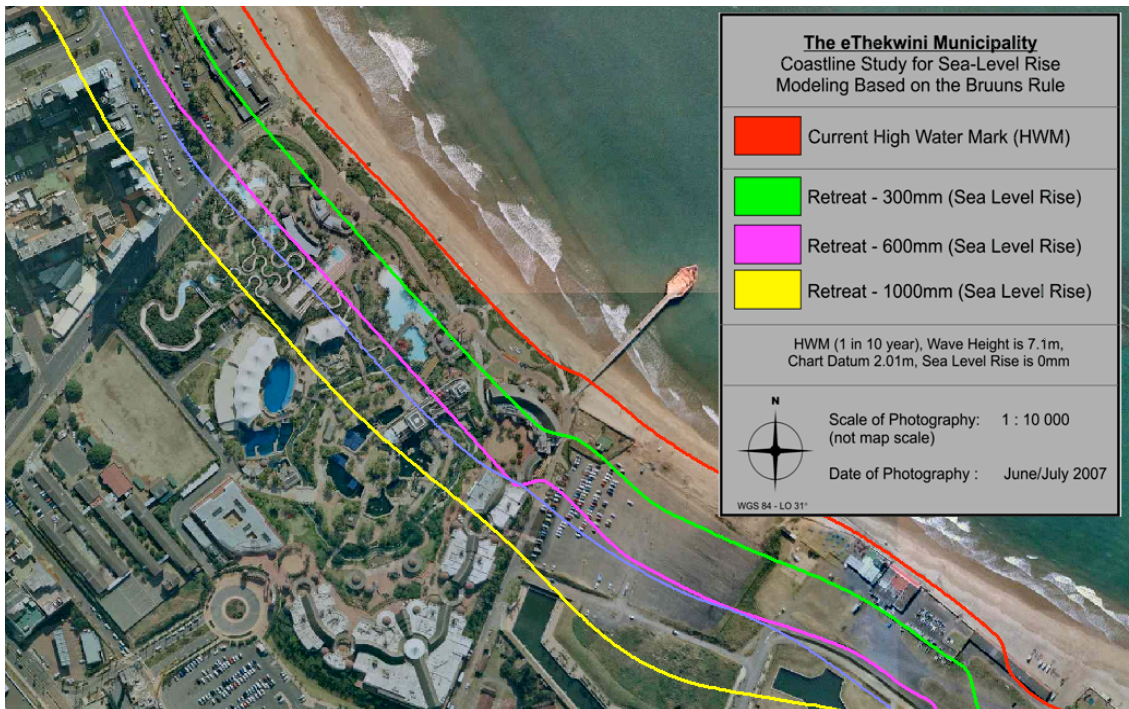 The eThekwini Municipality
Coastline Study for Sea-Level Rise
Modeling Based on the Bruuns Rule
Current High Water Mark (HWM)
Retreat - 300mm (Sea Level Rise)
Retreat - 600mm (Sea Level Rise)
Retreat - 1000mm (Sea Level Rise)
HWM (1 in 10 year), Wave Height is 7.1m,
Chart Datum 2.01m, Sea Level Rise is 0mm
N
Scale of Photography: 1 : 10 000
(not map scale)
Date of Photography : June/July 2007
WGS 84 - LO 31°